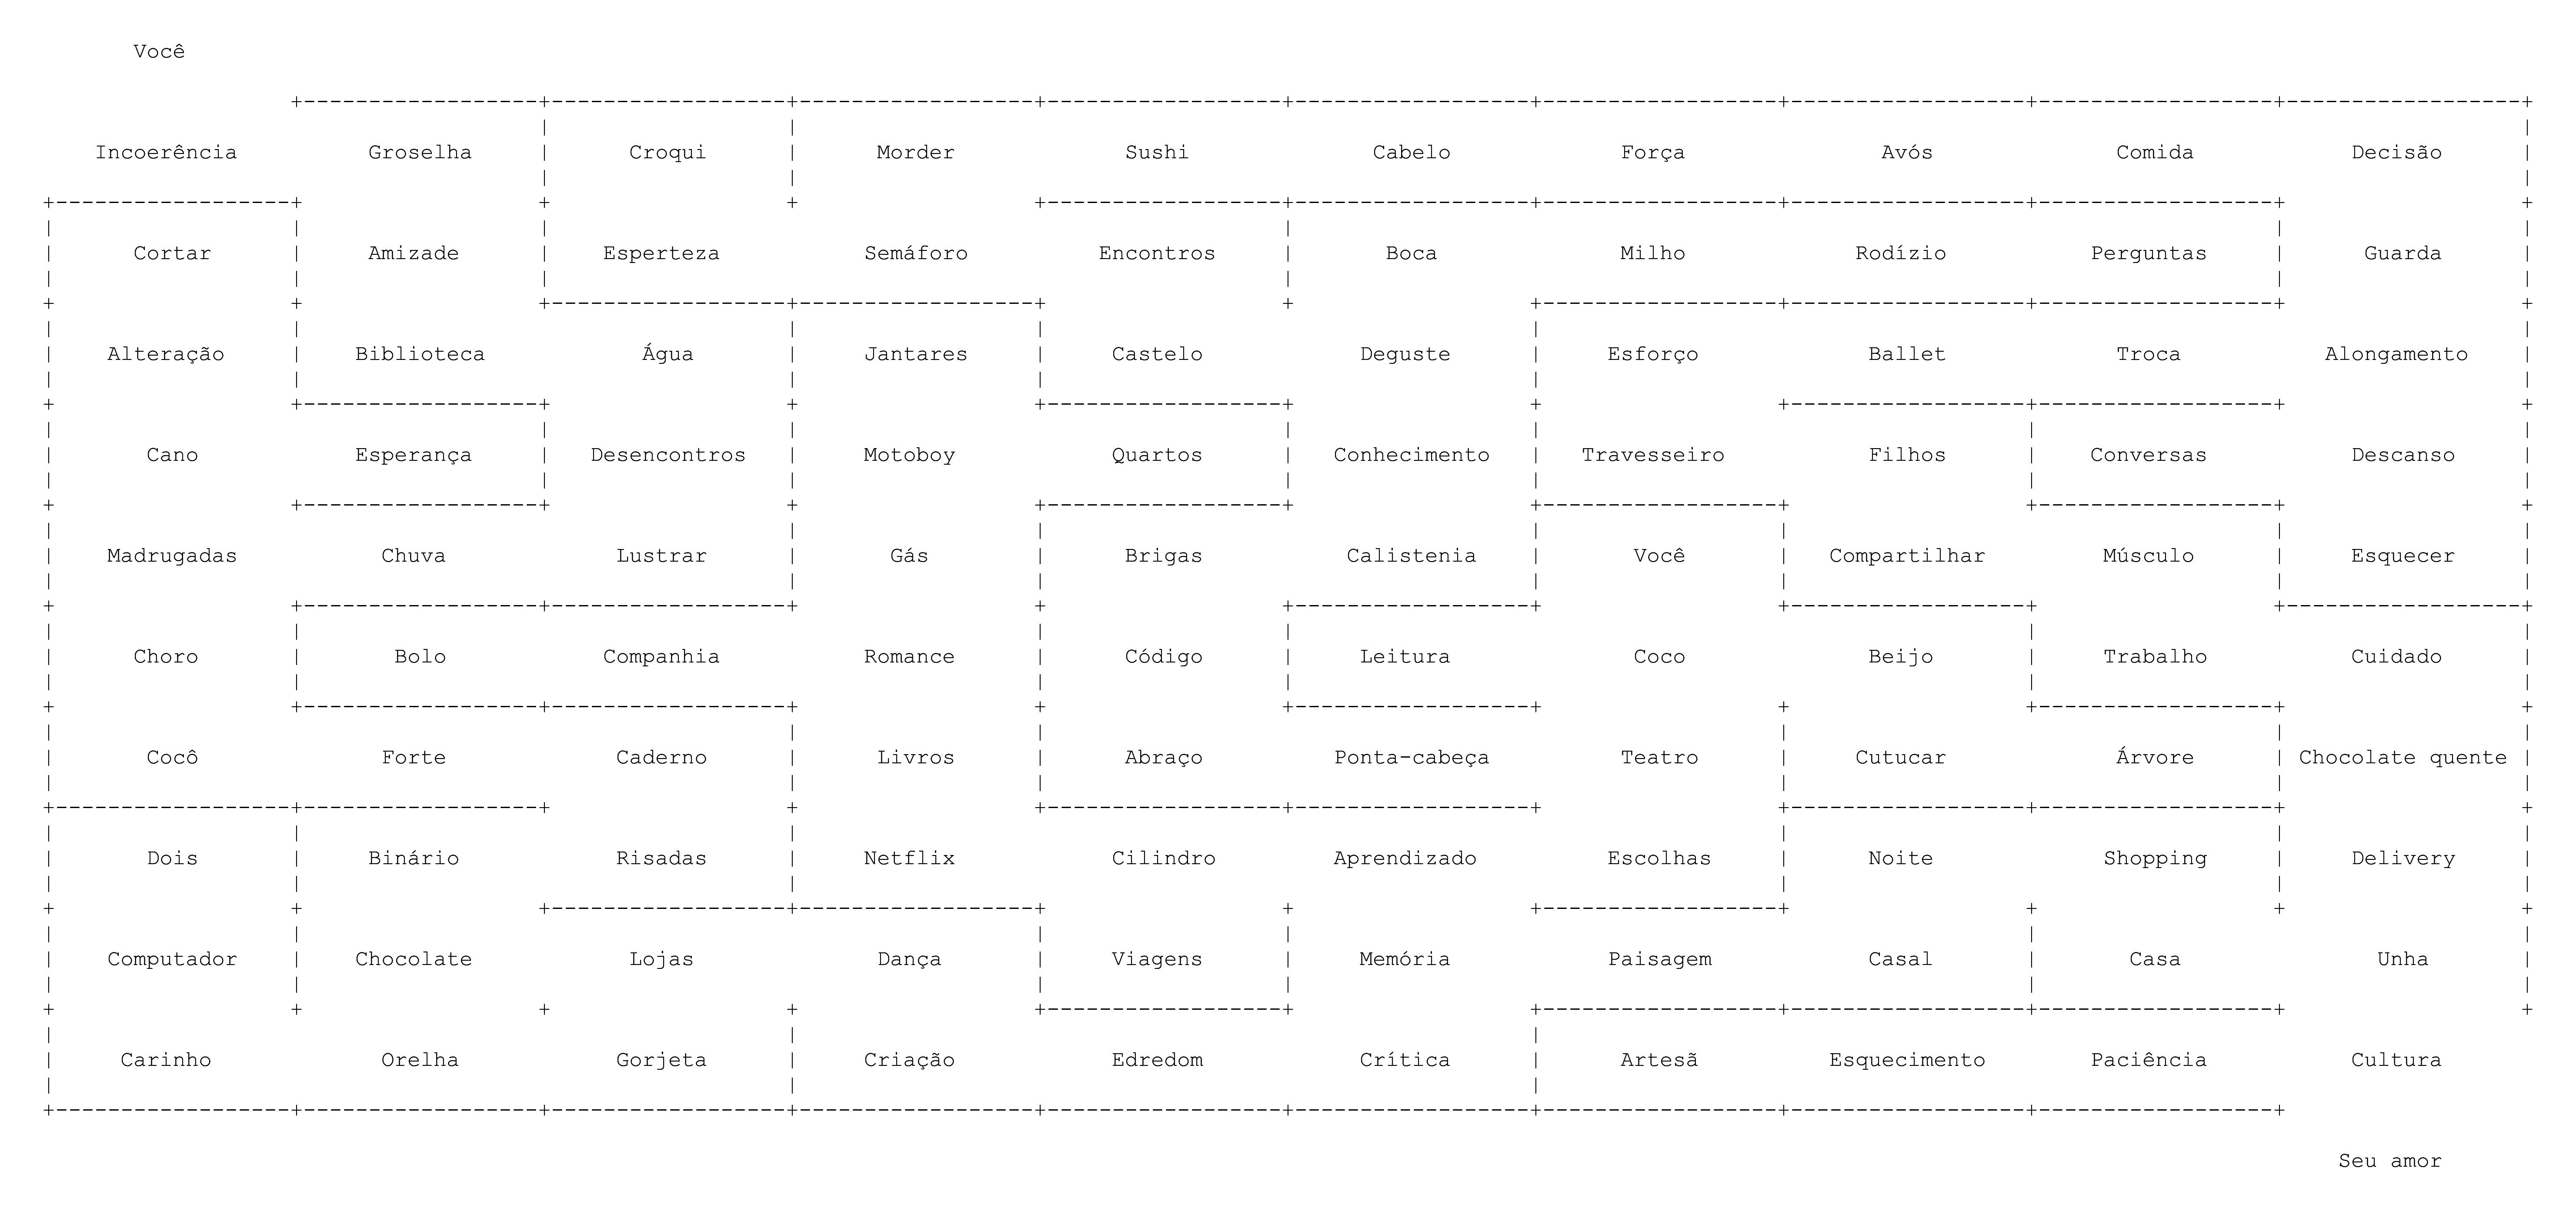 Você
Incoerência Groselha Croqui Morder Sushi Cabelo Força Avós Comida Decisão
Cortar Amizade Esperteza Semáforo Encontros Boca Milho Rodízio Perguntas Guarda
Alteração Biblioteca Água Jantares Castelo Deguste Esforço Ballet Troca Alongamento
Cano Esperança Desencontros Motoboy Quartos Conhecimento Travesseiro Filhos Conversas Descanso
Madrugadas Chuva Lustrar Gás Brigas Calistenia Você Compartilhar Músculo Esquecer
Choro Bolo Companhia Romance Código Leitura Coco Beijo Trabalho Cuidado
Cocô Forte Caderno Livros Abraço Ponta-cabeça Teatro Cutucar Árvore Chocolate quente
Dois Binário Risadas Netflix Cilindro Aprendizado Escolhas Noite Shopping Delivery
Computador Chocolate Lojas Dança Viagens Memória Paisagem Casal Casa Unha
Carinho Orelha Gorjeta Criação Edredom Crítica Artesã Esquecimento Paciência Cultura
Seu amor